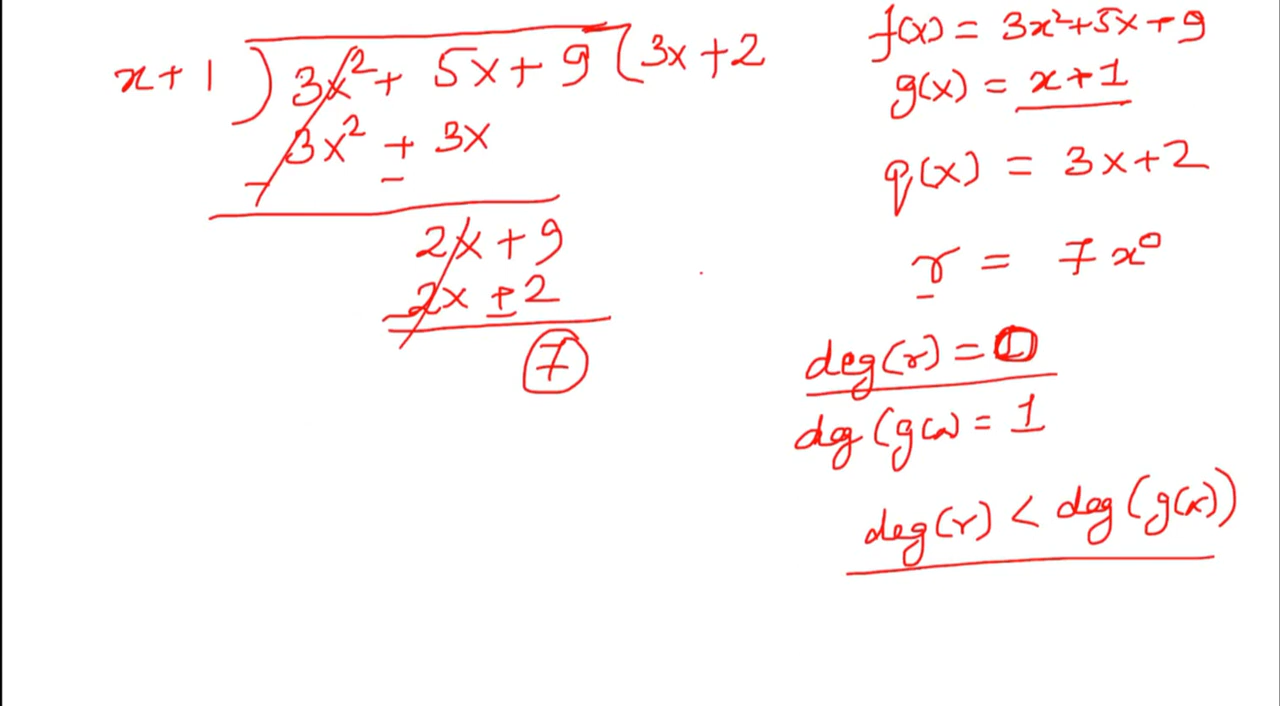 x+1 ) 3x²+ 5x+9 ( 3x+2
3x² + 3x
- -
2x+9
2x+2
- -
7
f(x) = 3x²+5x+9
g(x) = x+1
q(x) = 3x+2
r = 7x⁰
deg(r) = 0
deg(g(x) = 1
deg(r) < deg(g(x))